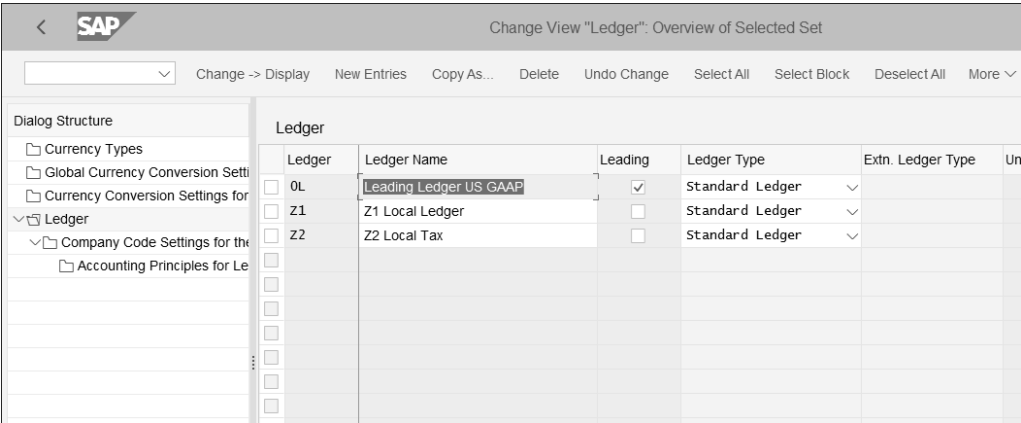 SAP
Change View "Ledger": Overview of Selected Set
Change -> Display New Entries Copy As... Delete Undo Change Select All Select Block Deselect All More
Dialog Structure
Currency Types
Global Currency Conversion Setti
Currency Conversion Settings for
Ledger
Company Code Settings for the
Accounting Principles for Le
Ledger
Ledger Ledger Name Leading Ledger Type Extn. Ledger Type Un
0L Leading Ledger US GAAP Standard Ledger
Z1 Z1 Local Ledger Standard Ledger
Z2 Z2 Local Tax Standard Ledger